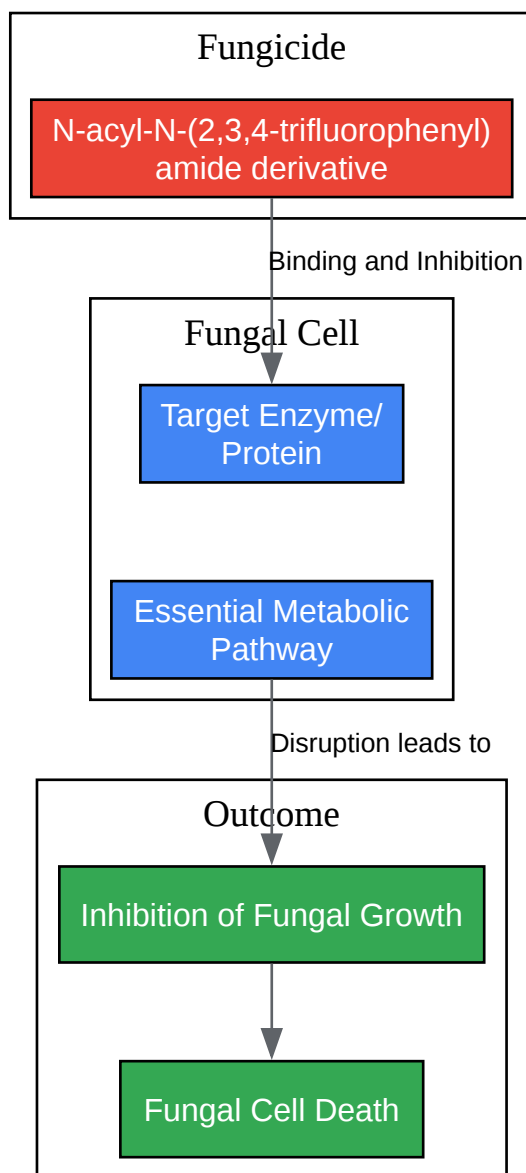 Fungicide
N-acyl-N-(2,3,4-trifluorophenyl)
amide derivative
Binding and Inhibition
Fungal Cell
Target Enzyme/
Protein
Essential Metabolic
Pathway
Disruption leads to
Outcome
Inhibition of Fungal Growth
Fungal Cell Death